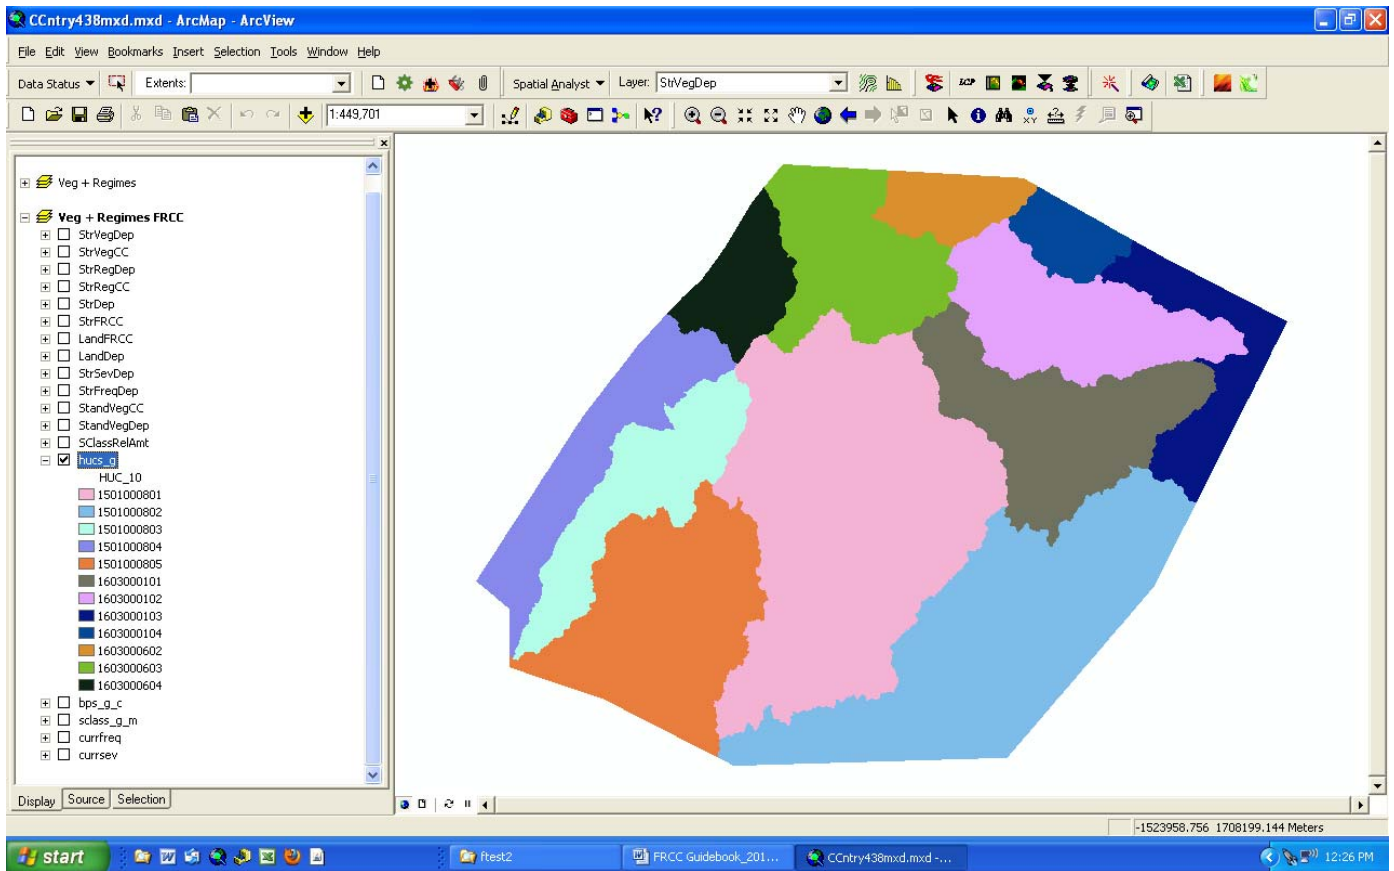 CCntry438mxd.mxd - ArcMap - ArcView
File Edit View Bookmarks Insert Selection Tools Window Help
Data Status Extents: Spatial Analyst Layer: StrVegDep LCP
1:449,701 XY
Veg + Regimes
Veg + Regimes FRCC
StrVegDep
StrVegCC
StrRegDep
StrRegCC
StrDep
StrFRCC
LandFRCC
LandDep
StrSevDep
StrFreqDep
StandVegCC
StandVegDep
SClassRelAmt
hucs_g
HUC_10
1501000801
1501000802
1501000803
1501000804
1501000805
1603000101
1603000102
1603000103
1603000104
1603000602
1603000603
1603000604
bps_g_c
sclass_g_m
currfreq
currsev
Display Source Selection
-1523958.756 1708199.144 Meters
start ftest2 FRCC Guidebook_201... CCntry438mxd.mxd -... 12:26 PM